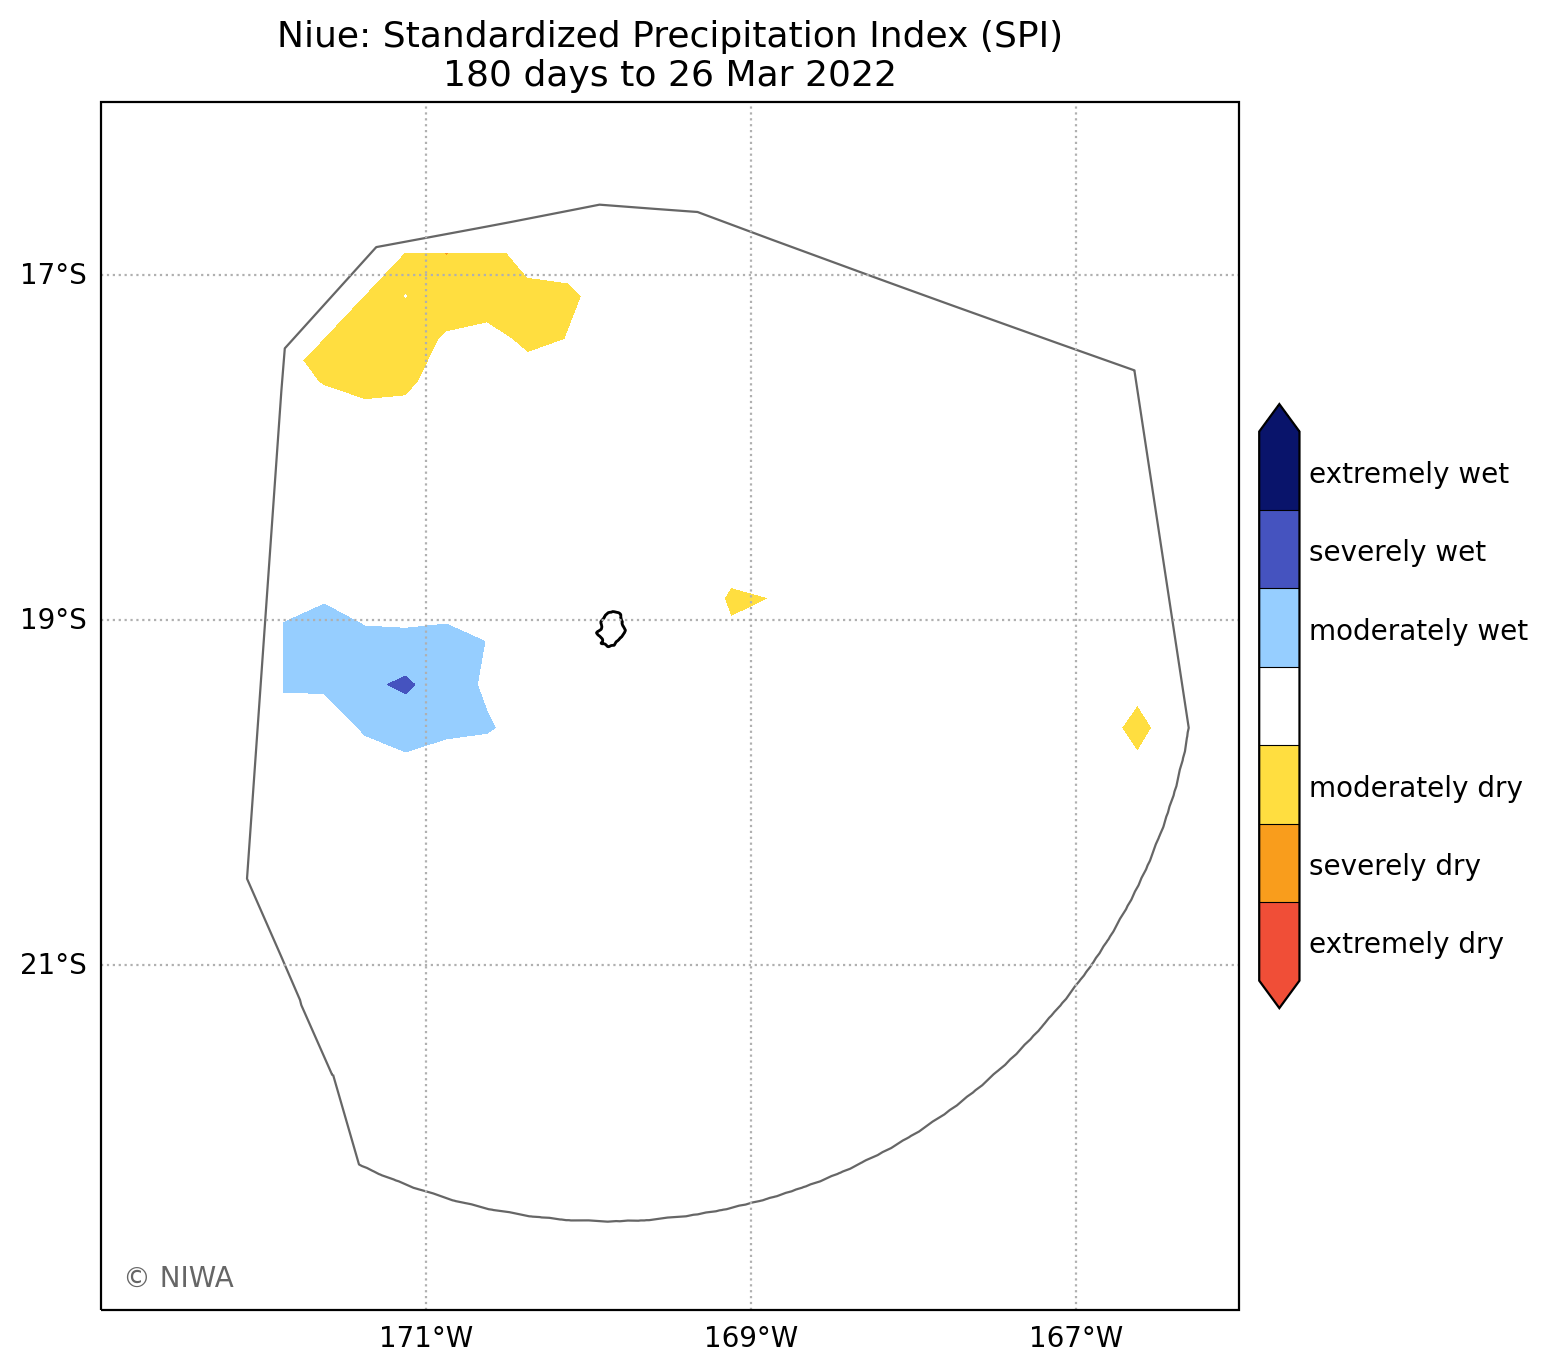 Niue: Standardized Precipitation Index (SPI)
180 days to 26 Mar 2022
17°S
19°S
21°S
171°W
169°W
167°W
extremely wet
severely wet
moderately wet
moderately dry
severely dry
extremely dry
© NIWA